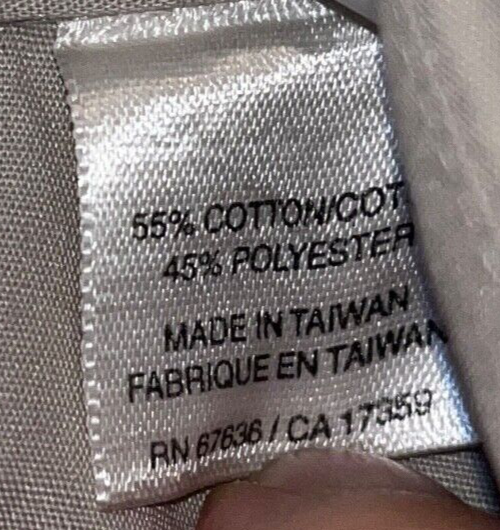 55% COTTON/COT
45% POLYESTER
MADE IN TAIWAN
FABRIQUE EN TAIWAN
RN 67636 / CA 17359